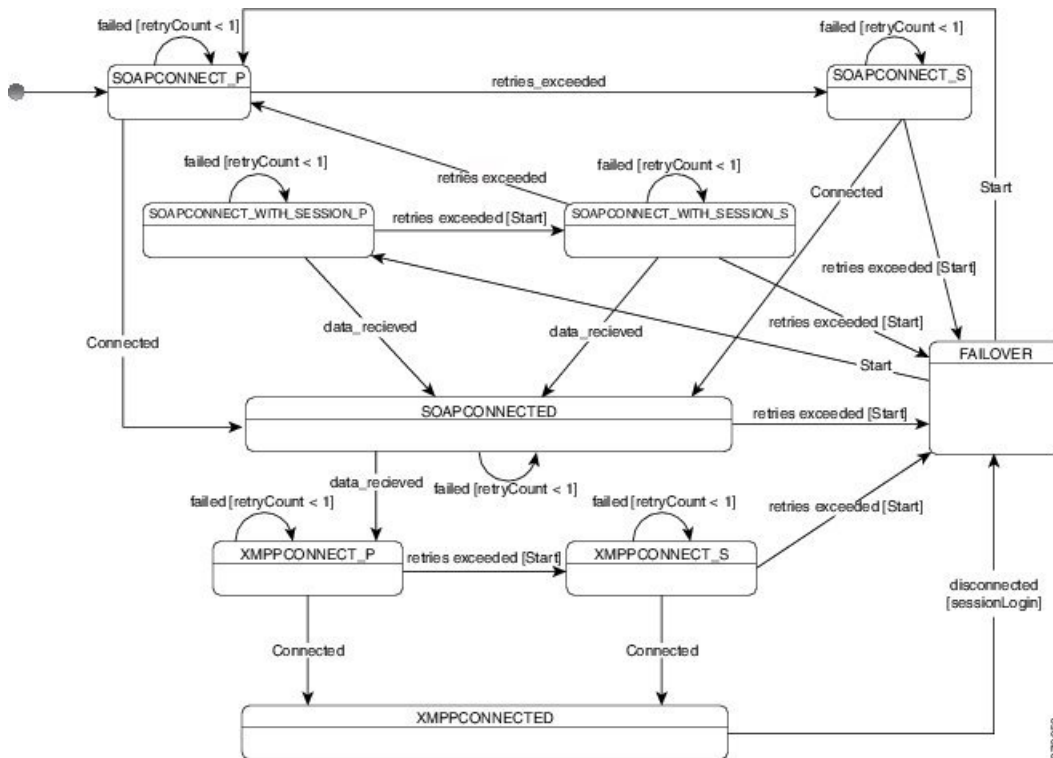 failed [retryCount < 1]
failed [retryCount < 1]
SOAPCONNECT_P
SOAPCONNECT_S
retries_exceeded
failed [retryCount < 1]
failed [retryCount < 1]
retries exceeded
Connected
Start
SOAPCONNECT_WITH_SESSION_P
retries exceeded [Start]
SOAPCONNECT_WITH_SESSION_S
retries exceeded [Start]
data_recieved
data_recieved
retries exceeded [Start]
Connected
FAILOVER
Start
SOAPCONNECTED
retries exceeded [Start]
data_recieved
failed [retryCount < 1]
failed [retryCount < 1]
failed [retryCount < 1]
retries exceeded [Start]
XMPPCONNECT_P
retries exceeded [Start]
XMPPCONNECT_S
disconnected
[sessionLogin]
Connected
Connected
XMPPCONNECTED